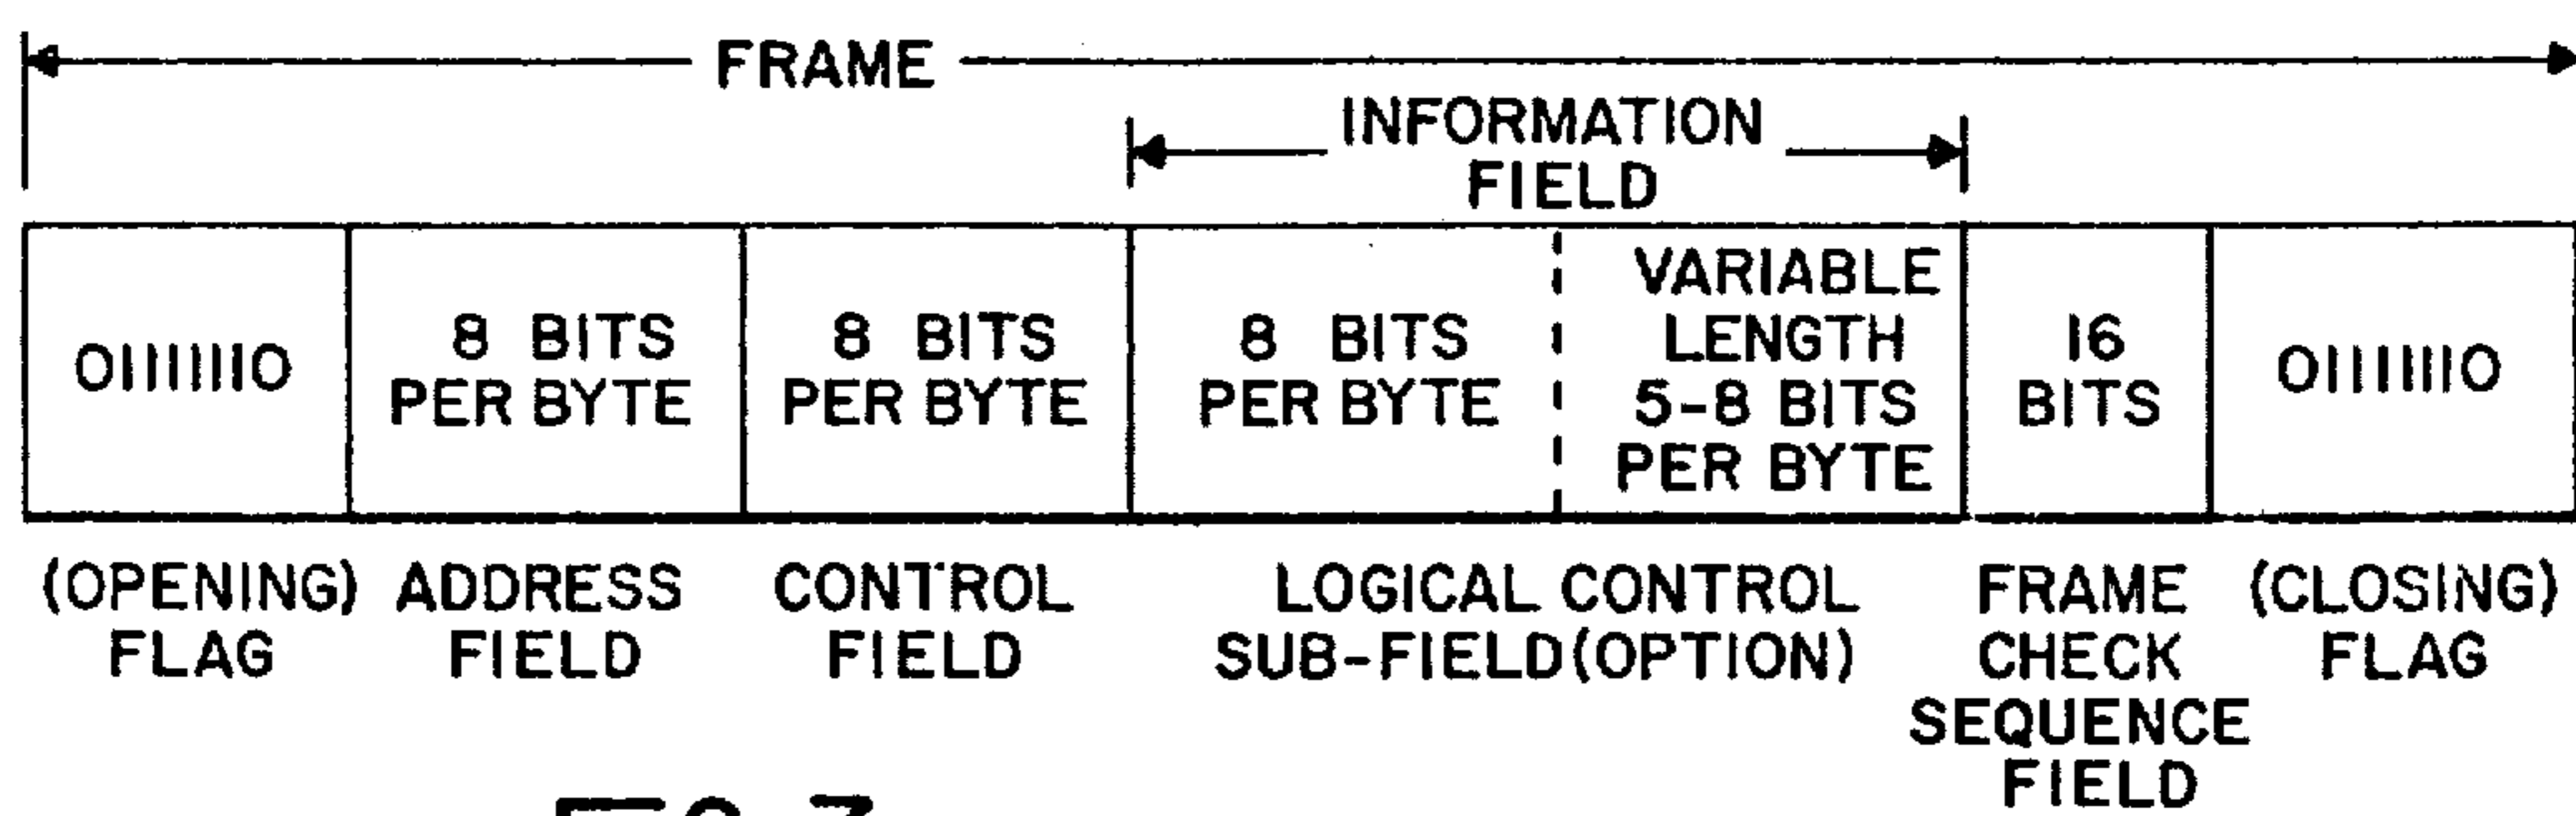 FRAME
INFORMATION
FIELD
01111110
8 BITS
PER BYTE
8 BITS
PER BYTE
8 BITS
PER BYTE
VARIABLE
LENGTH
5-8 BITS
PER BYTE
16
BITS
01111110
(OPENING)
FLAG
ADDRESS
FIELD
CONTROL
FIELD
LOGICAL CONTROL
SUB-FIELD(OPTION)
FRAME
CHECK
SEQUENCE
FIELD
(CLOSING)
FLAG